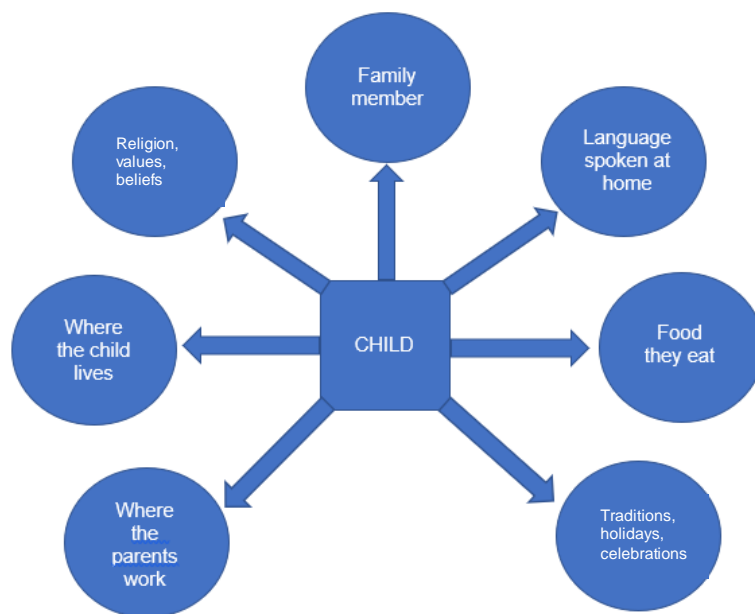 Family
member
Religion,
values,
beliefs
Language
spoken at
home
Where
the child
lives
CHILD
Food
they eat
Where
the
parents
work
Traditions,
holidays,
celebrations